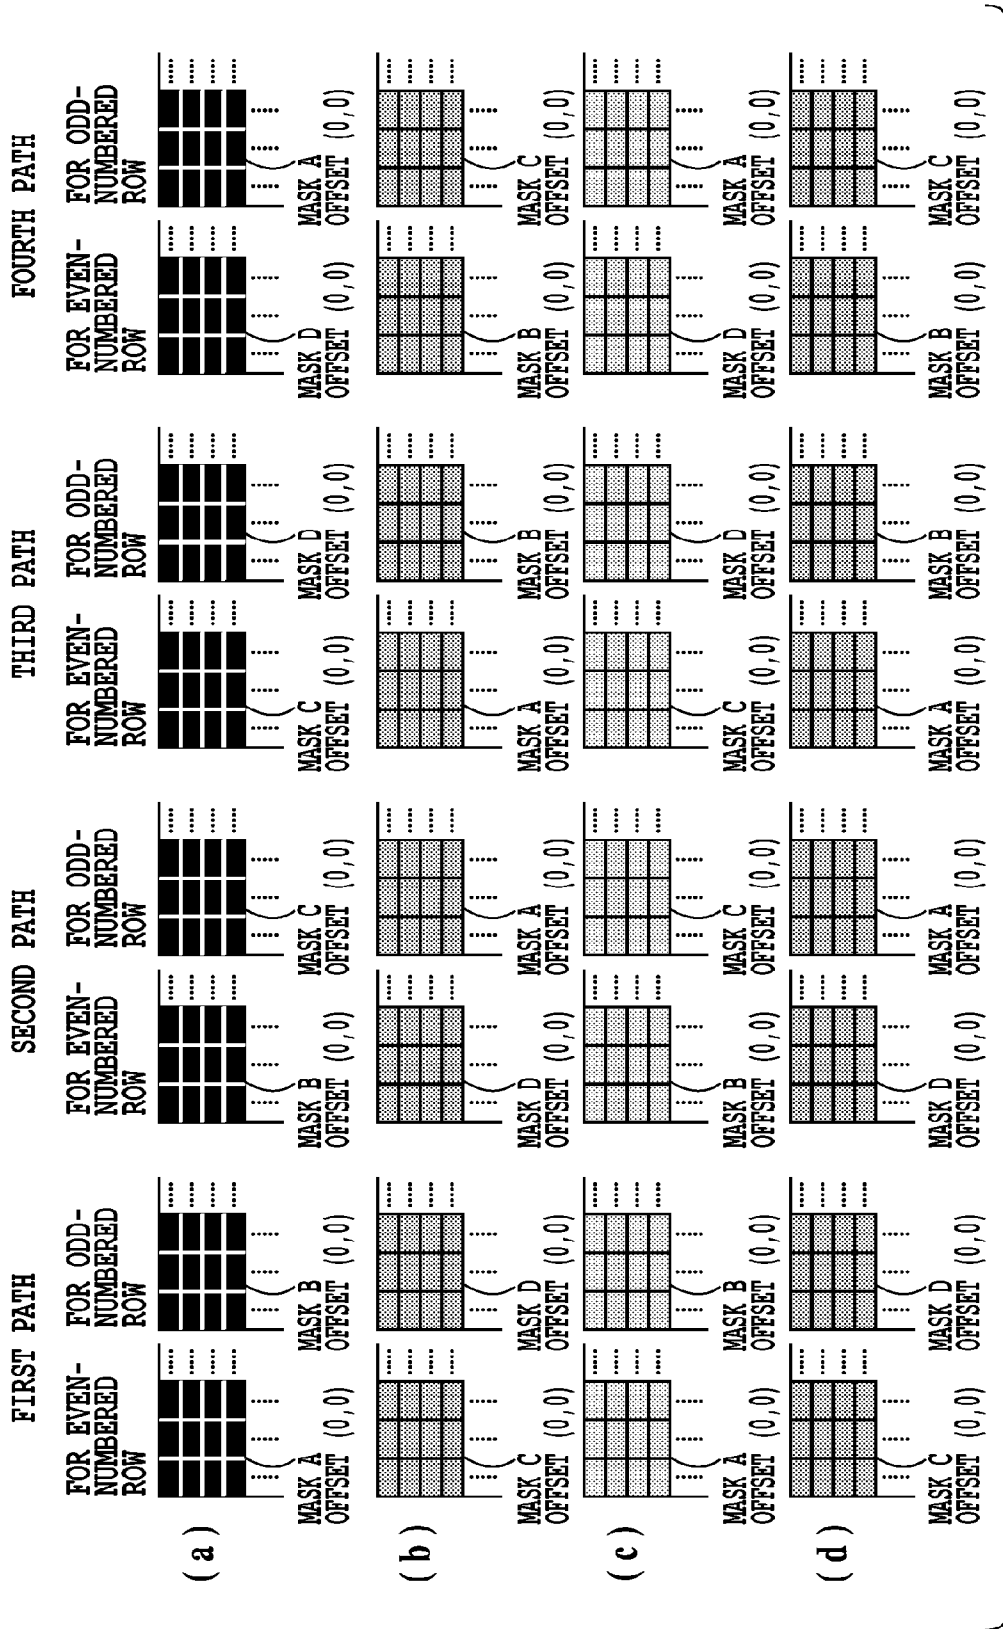 FIRST PATH SECOND PATH THIRD PATH FOURTH PATH
FOR EVEN- FOR ODD- FOR EVEN- FOR ODD- FOR EVEN- FOR ODD- FOR EVEN- FOR ODD-
NUMBERED NUMBERED NUMBERED NUMBERED NUMBERED NUMBERED NUMBERED NUMBERED
ROW ROW ROW ROW ROW ROW ROW ROW
(a)
MASK A MASK B MASK B MASK C MASK C MASK D MASK D MASK A
OFFSET (0,0) OFFSET (0,0) OFFSET (0,0) OFFSET (0,0) OFFSET (0,0) OFFSET (0,0) OFFSET (0,0) OFFSET (0,0)
(b)
MASK C MASK D MASK D MASK A MASK A MASK B MASK B MASK C
OFFSET (0,0) OFFSET (0,0) OFFSET (0,0) OFFSET (0,0) OFFSET (0,0) OFFSET (0,0) OFFSET (0,0) OFFSET (0,0)
(c)
MASK A MASK B MASK B MASK C MASK C MASK D MASK D MASK A
OFFSET (0,0) OFFSET (0,0) OFFSET (0,0) OFFSET (0,0) OFFSET (0,0) OFFSET (0,0) OFFSET (0,0) OFFSET (0,0)
(d)
MASK C MASK D MASK D MASK A MASK A MASK B MASK B MASK C
OFFSET (0,0) OFFSET (0,0) OFFSET (0,0) OFFSET (0,0) OFFSET (0,0) OFFSET (0,0) OFFSET (0,0) OFFSET (0,0)